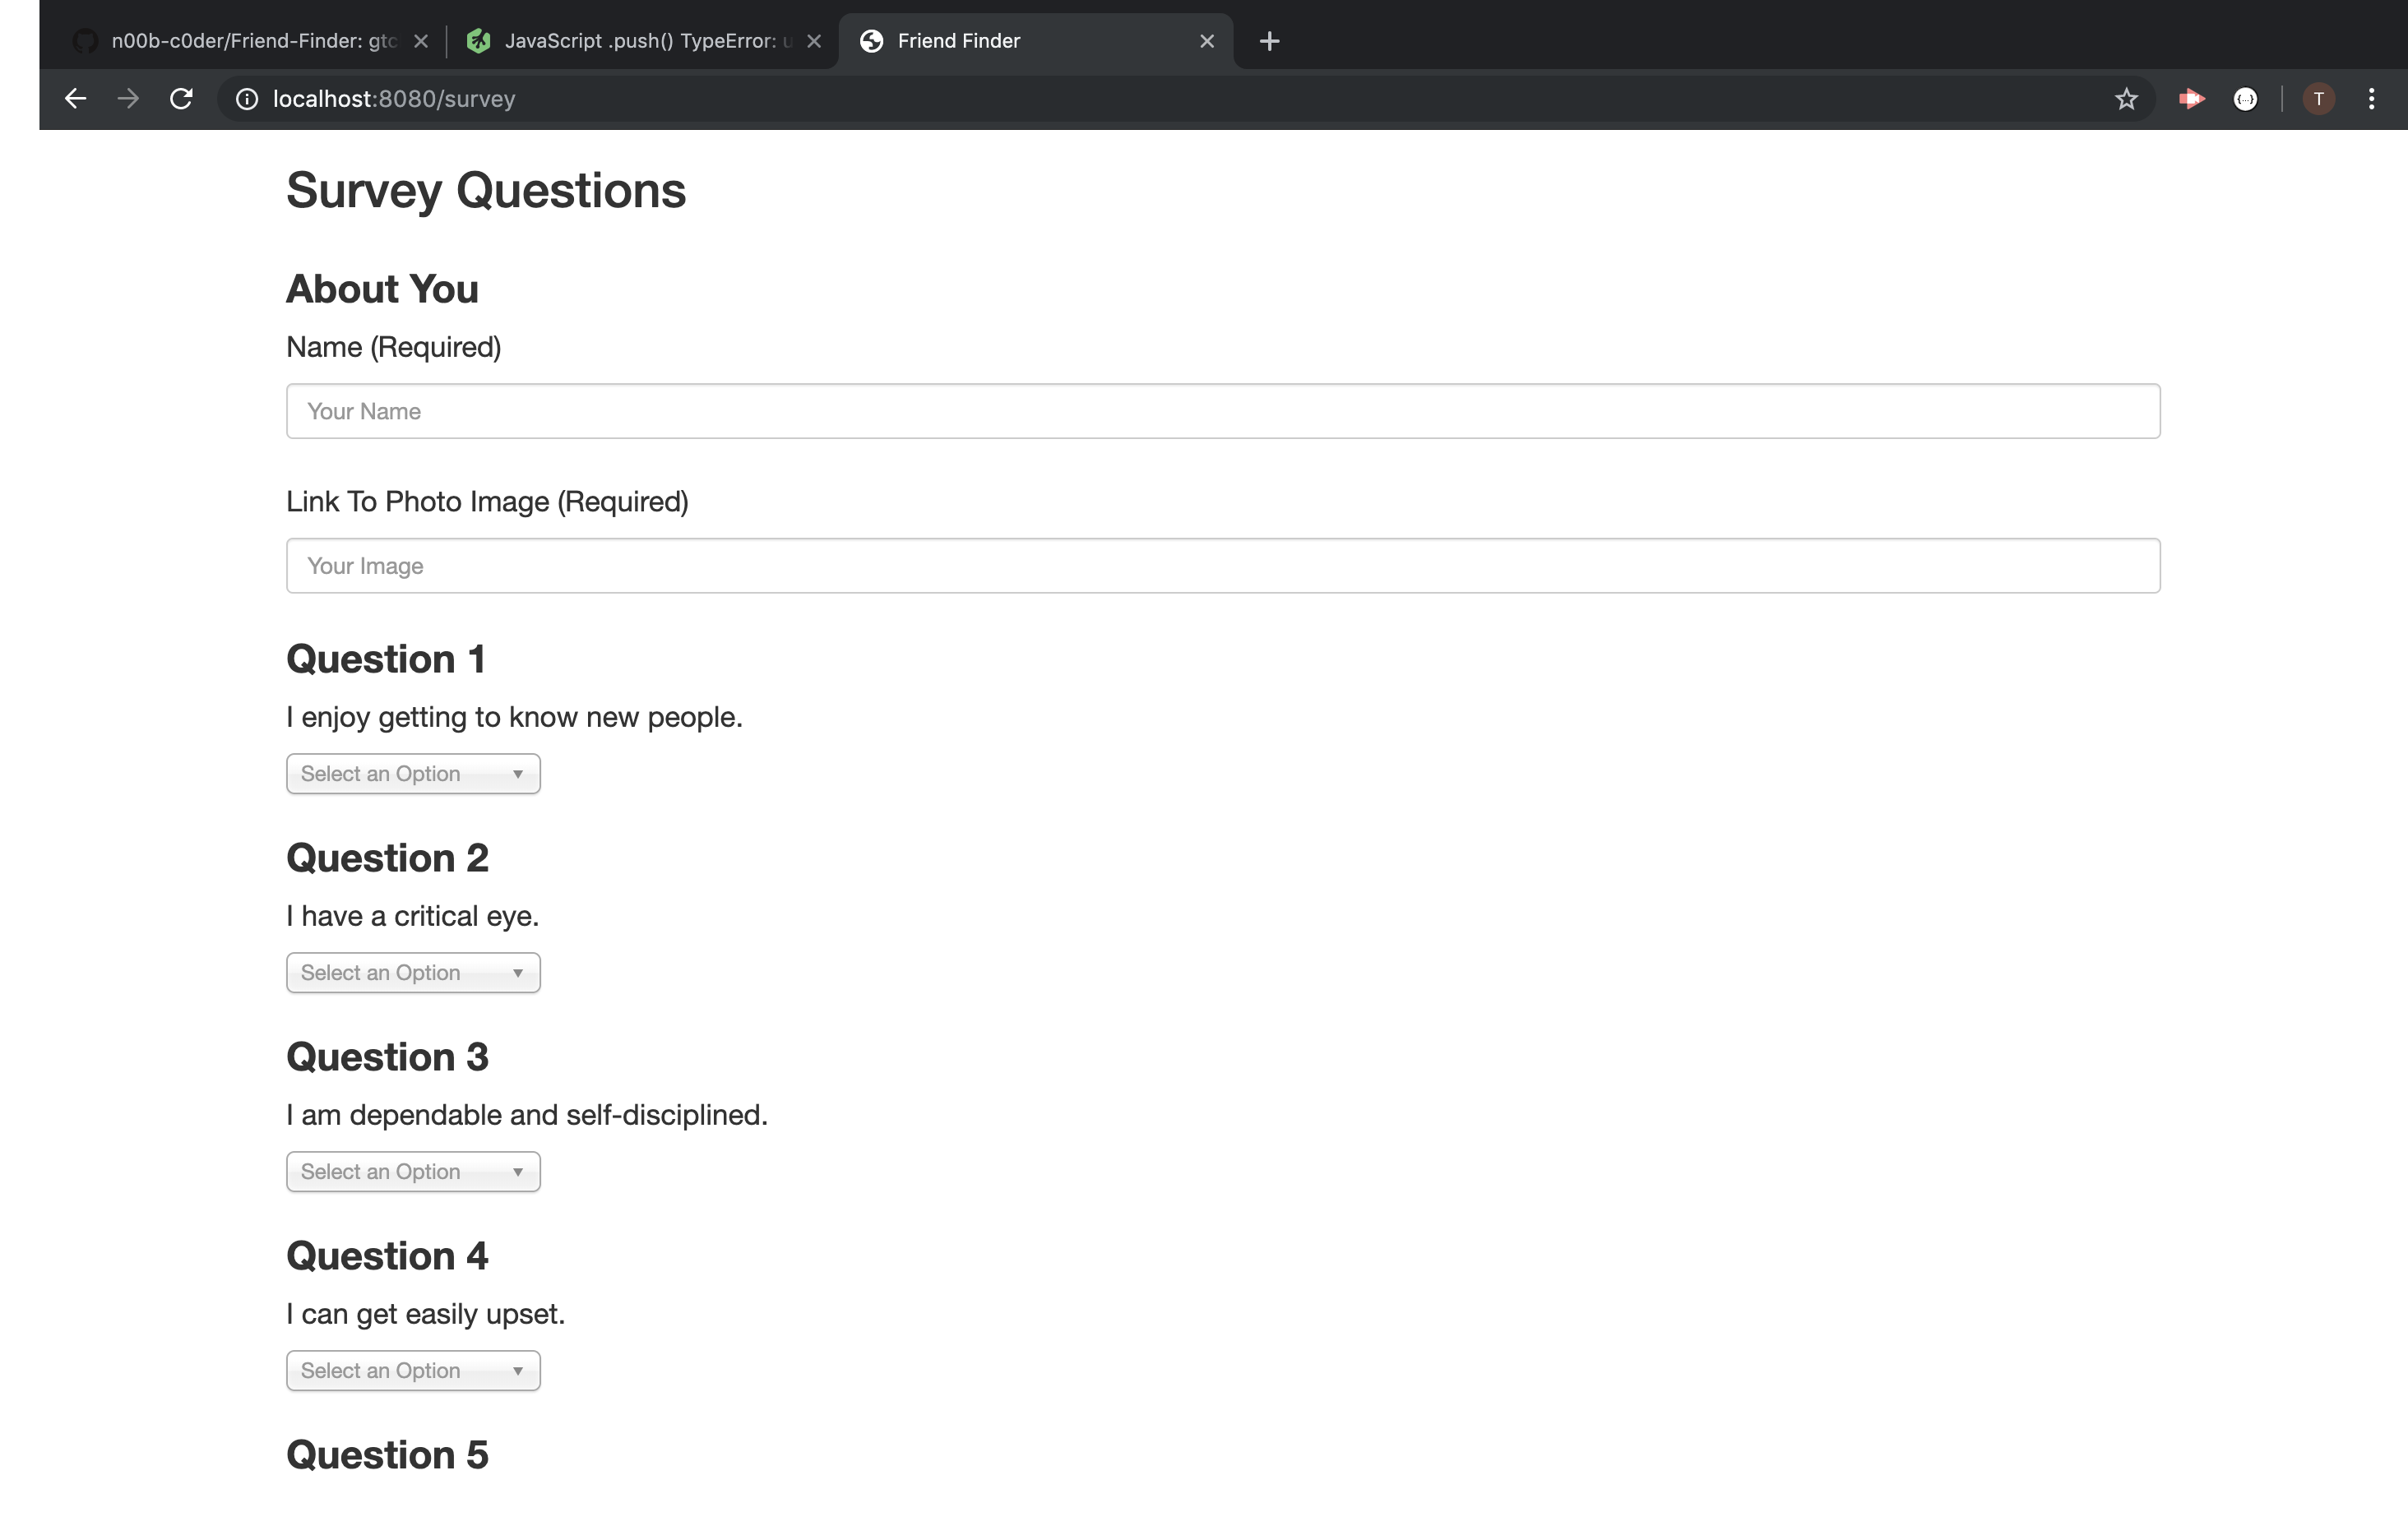 n00b-c0der/Friend-Finder: gtc
JavaScript .push() TypeError: u
Friend Finder
localhost:8080/survey
T
Survey Questions
About You
Name (Required)
Your Name
Link To Photo Image (Required)
Your Image
Question 1
I enjoy getting to know new people.
Select an Option
Question 2
I have a critical eye.
Select an Option
Question 3
I am dependable and self-disciplined.
Select an Option
Question 4
I can get easily upset.
Select an Option
Question 5